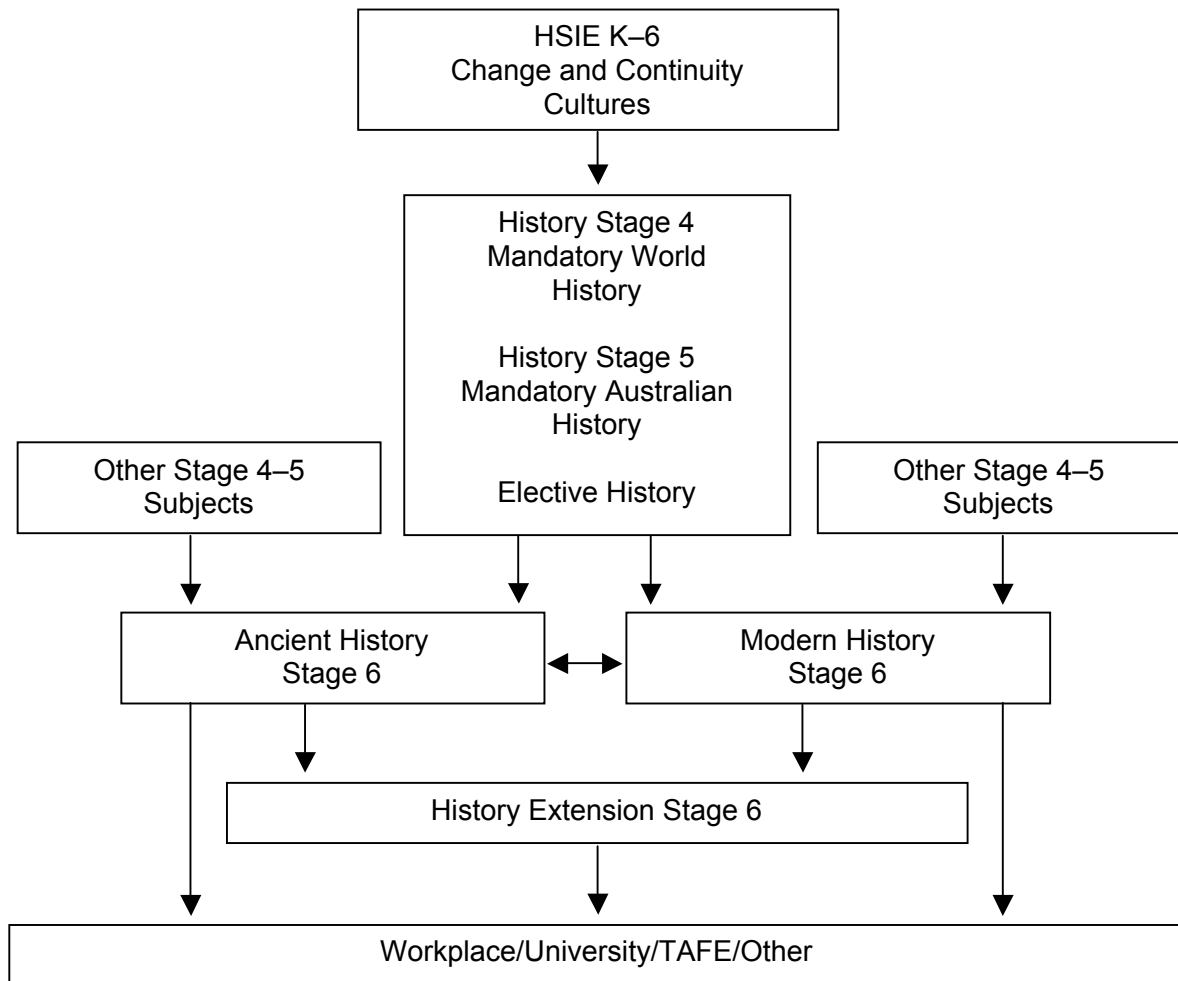 HSIE K–6
Change and Continuity
Cultures
History Stage 4
Mandatory World
History
History Stage 5
Mandatory Australian
History
Elective History
Other Stage 4–5
Subjects
Other Stage 4–5
Subjects
Ancient History
Stage 6
Modern History
Stage 6
History Extension Stage 6
Workplace/University/TAFE/Other